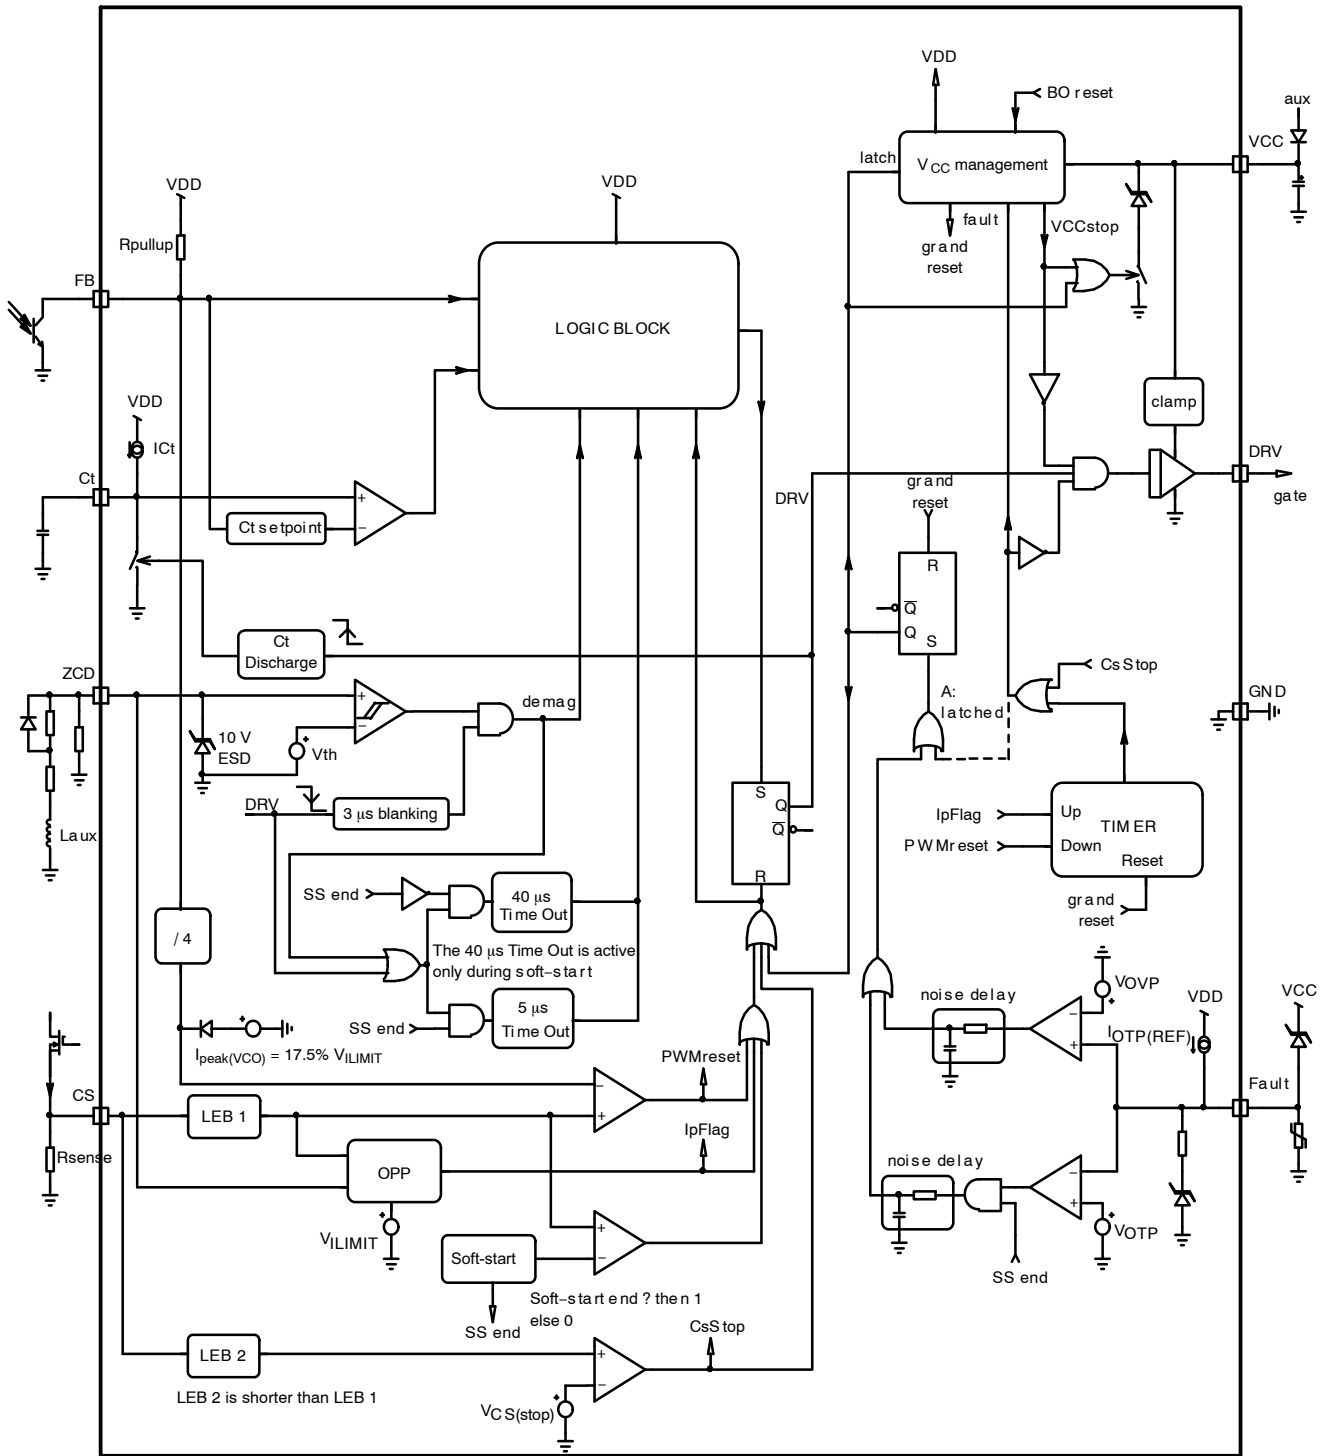 VDD
BO reset
aux
VCC
latch
VCC management
VDD
VDD
fault
VCCstop
grand
reset
Rpullup
FB
LOGIC BLOCK
VDD
clamp
ICt
Ct
DRV
grand
reset
DRV
gate
+
Ct setpoint
−
R
Q
Q
S
Ct
Discharge
CsStop
ZCD
A:
latched
GND
demag
+
−
10 V
ESD
Vth
S
Q
Q
R
DRV
3 μs blanking
IpFlag
Up
TIMER
PWMreset
Down
Reset
Laux
SS end
40 μs
Time Out
grand
reset
/ 4
The 40 μs Time Out is active
only during soft−start
VOVP
noise delay
VDD
VCC
5 μs
Time Out
SS end
IOTP(REF)
−
+
Ipeak(VCO) = 17.5% VILIMIT
PWMreset
Fault
CS
LEB 1
−
+
IpFlag
Rsense
OPP
noise delay
−
+
VILIMIT
+
−
VOTP
Soft−start
SS end
Soft−start end ? then 1
else 0
SS end
CsStop
LEB 2
+
−
LEB 2 is shorter than LEB 1
VCS(stop)